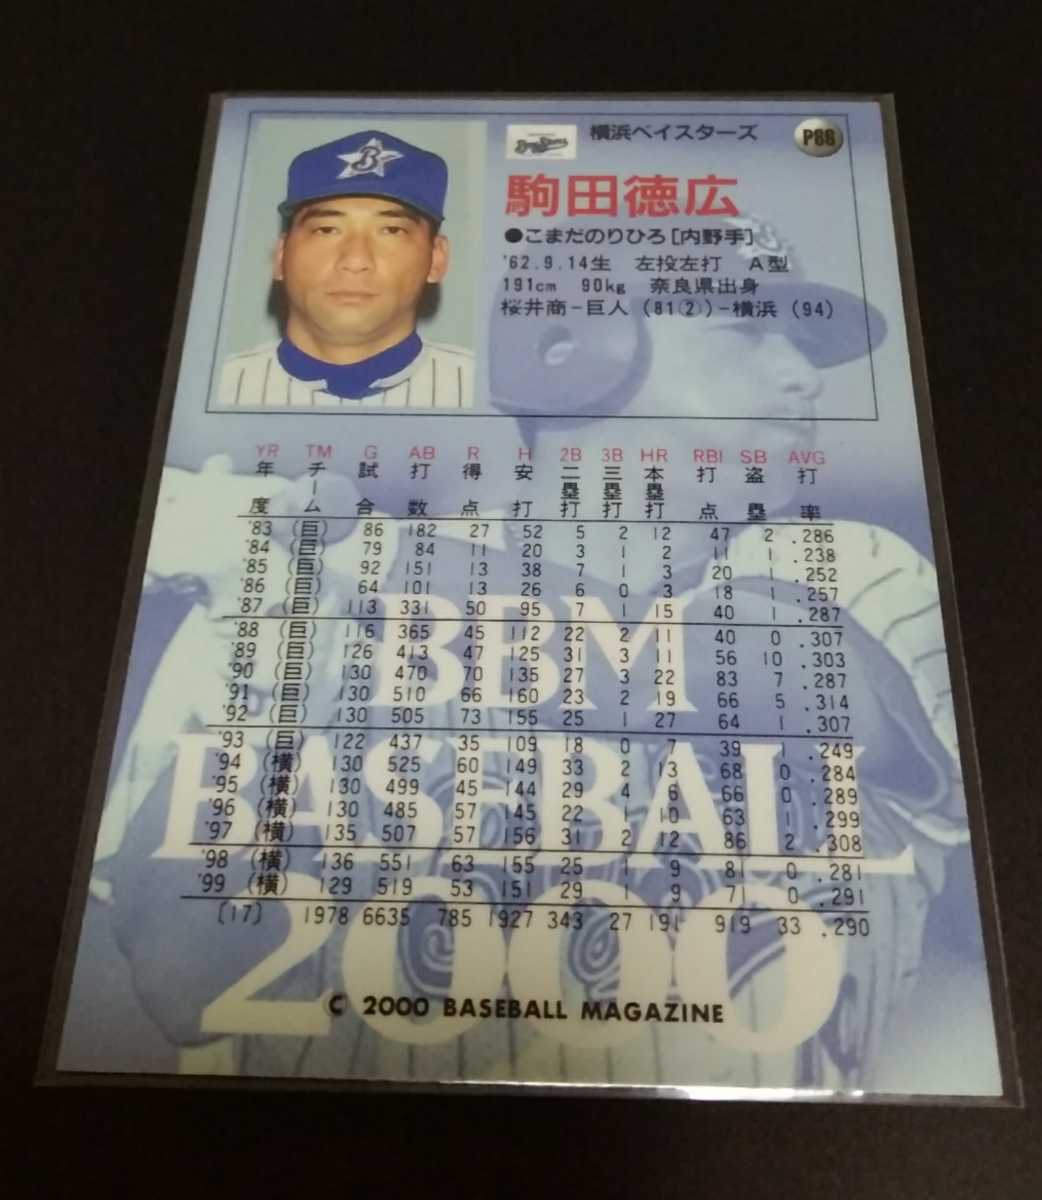 横浜ベイスターズ
P88
駒田徳広
●こまだのりひろ[内野手]
'62.9.14生 左投左打 A型
191cm 90kg 奈良県出身
桜井商－巨人(81②)－横浜(94)
YR TM G AB R H 2B 3B HR RBI SB AVG
年度 チーム 試合 打数 得点 安打 二塁打 三塁打 本塁打 打点 盗塁 打率
'83 (巨) 86 182 27 52 5 2 12 47 2 .286
'84 (巨) 79 84 11 20 3 1 2 11 1 .238
'85 (巨) 92 151 13 38 7 1 3 20 1 .252
'86 (巨) 64 101 13 26 6 0 3 18 1 .257
'87 (巨) 113 331 50 95 7 1 15 40 1 .287
'88 (巨) 116 365 45 112 22 2 11 40 0 .307
'89 (巨) 126 413 47 125 31 3 11 56 10 .303
'90 (巨) 130 470 70 135 27 3 22 83 7 .287
'91 (巨) 130 510 66 160 23 2 19 66 5 .314
'92 (巨) 130 505 73 155 25 1 27 64 1 .307
'93 (巨) 122 437 35 109 18 0 7 39 1 .249
'94 (横) 130 525 60 149 33 2 13 68 0 .284
'95 (横) 130 499 45 144 29 4 6 66 0 .289
'96 (横) 130 485 57 145 22 1 10 63 1 .299
'97 (横) 135 507 57 156 31 2 12 86 2 .308
'98 (横) 136 551 63 155 25 1 9 81 0 .281
'99 (横) 129 519 53 151 29 1 9 71 0 .291
[17] 1978 6635 785 1927 343 27 191 919 33 .290
BBM
BASEBALL
2000
© 2000 BASEBALL MAGAZINE